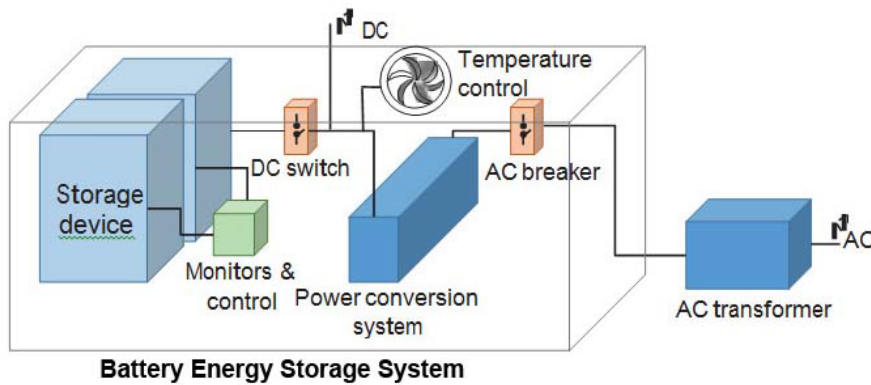 DC
Temperature
control
DC switch
AC breaker
Storage
device
Monitors &
control
Power conversion
system
AC
AC transformer
Battery Energy Storage System